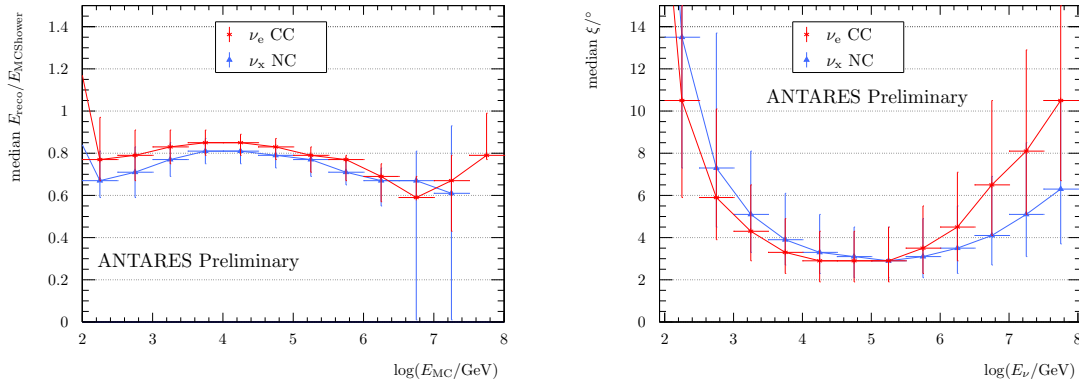 median E_reco/E_MCShower
1.4
1.2
1
0.8
0.6
0.4
0.2
0
ν_e CC
ν_x NC
ANTARES Preliminary
2 3 4 5 6 7 8
log(E_MC/GeV)
median ξ/°
14
12
10
8
6
4
2
0
ν_e CC
ν_x NC
ANTARES Preliminary
2 3 4 5 6 7 8
log(E_ν/GeV)